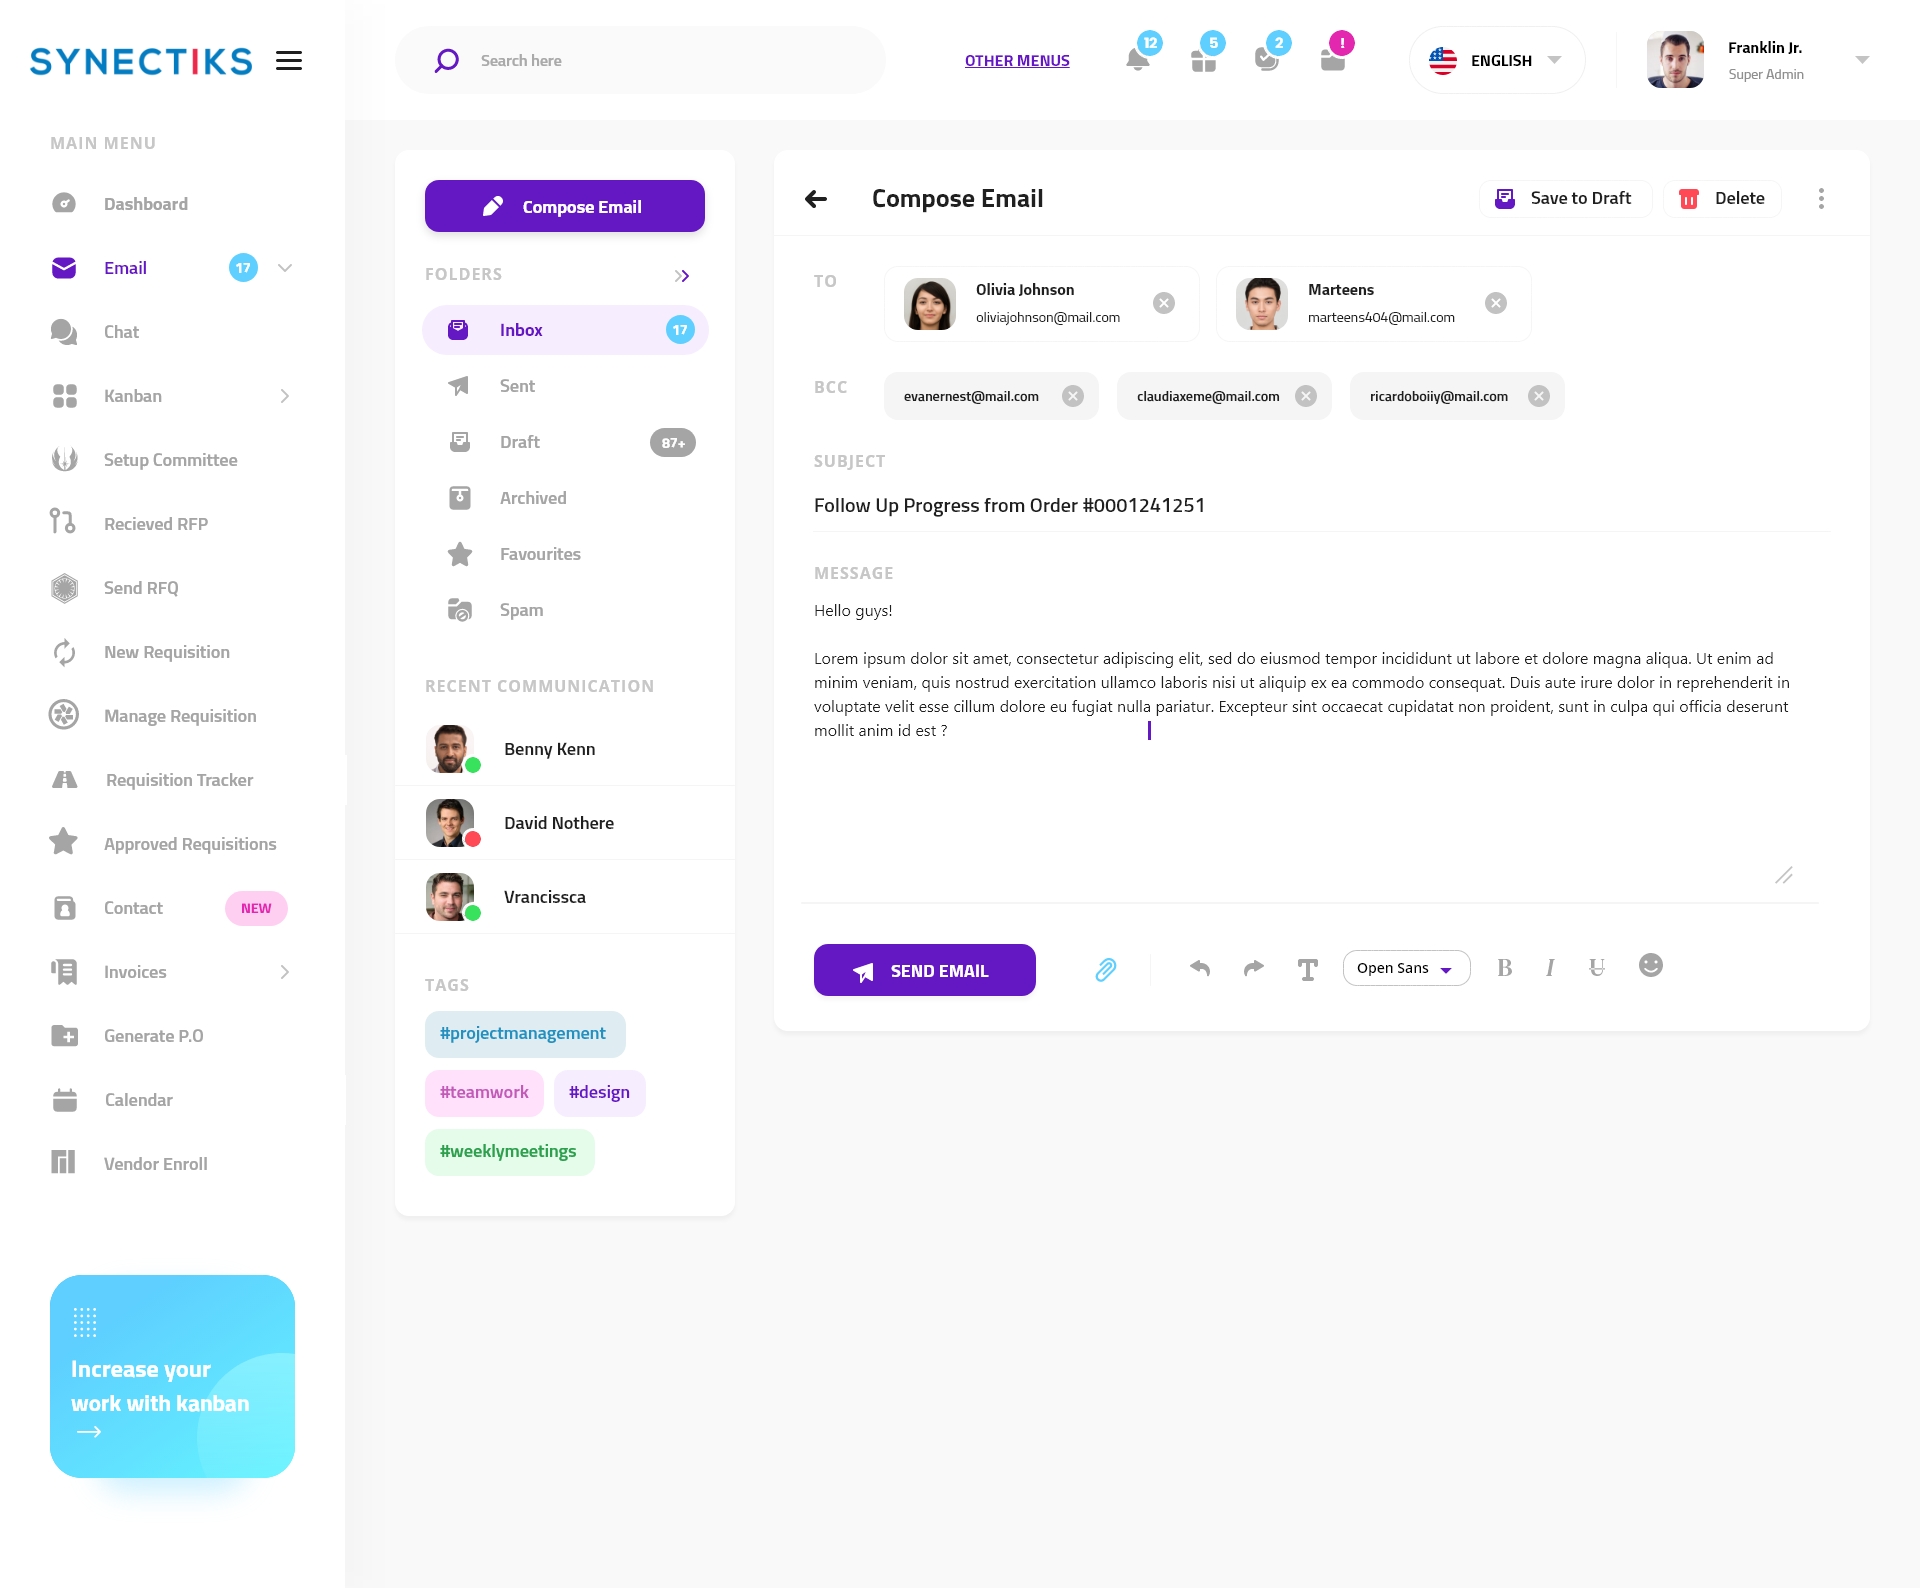 SYNECTIKS
Search here
OTHER MENUS
12
5
2
!
ENGLISH
Franklin Jr.
Super Admin
MAIN MENU
Dashboard
Email
17
Chat
Kanban
Setup Committee
Recieved RFP
Send RFQ
New Requisition
Manage Requisition
Requisition Tracker
Approved Requisitions
Contact
NEW
Invoices
Generate P.O
Calendar
Vendor Enroll
Increase your
work with kanban
Compose Email
FOLDERS
Inbox
17
Sent
Draft
87+
Archived
Favourites
Spam
RECENT COMMUNICATION
Benny Kenn
David Nothere
Vrancissca
TAGS
#projectmanagement
#teamwork
#design
#weeklymeetings
Compose Email
Save to Draft
Delete
TO
Olivia Johnson
oliviajohnson@mail.com
Marteens
marteens404@mail.com
BCC
evanernest@mail.com
claudiaxeme@mail.com
ricardoboiiy@mail.com
SUBJECT
Follow Up Progress from Order #0001241251
MESSAGE
Hello guys!
Lorem ipsum dolor sit amet, consectetur adipiscing elit, sed do eiusmod tempor incididunt ut labore et dolore magna aliqua. Ut enim ad
minim veniam, quis nostrud exercitation ullamco laboris nisi ut aliquip ex ea commodo consequat. Duis aute irure dolor in reprehenderit in
voluptate velit esse cillum dolore eu fugiat nulla pariatur. Excepteur sint occaecat cupidatat non proident, sunt in culpa qui officia deserunt
mollit anim id est ?
SEND EMAIL
T
Open Sans
B
I
U